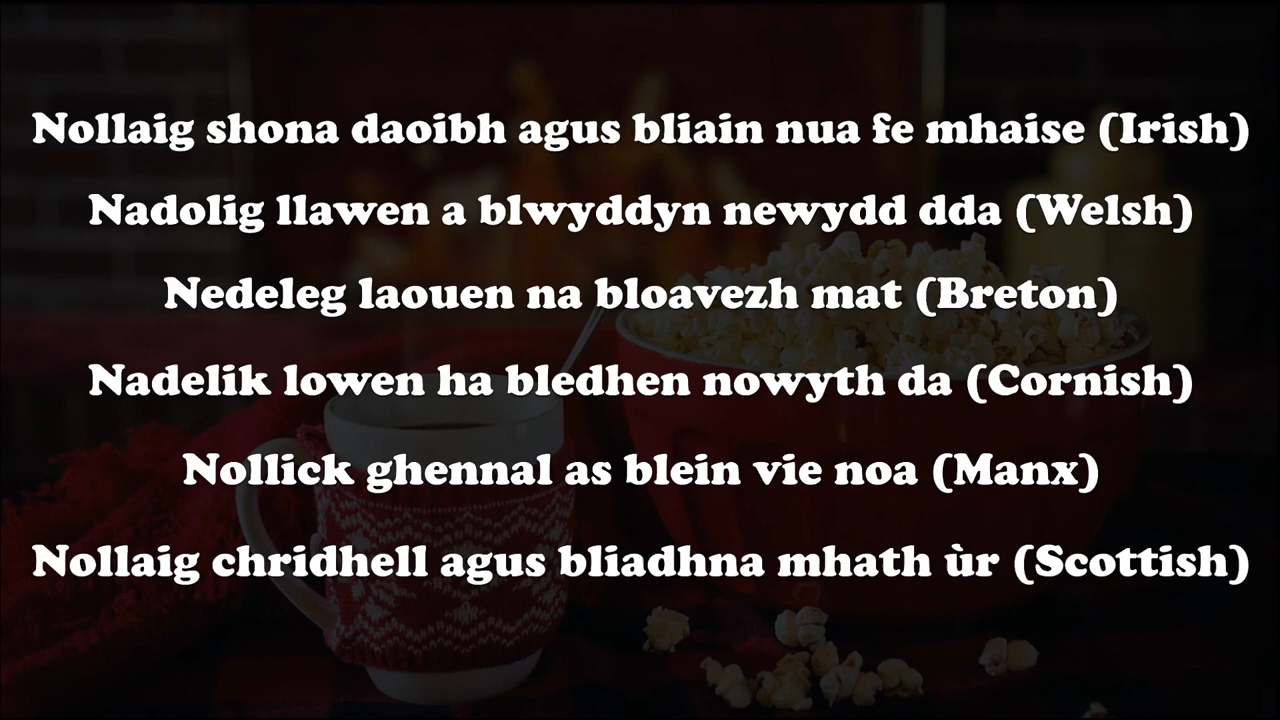 Nollaig shona daoibh agus bliain nua fe mhaise (Irish)
Nadolig llawen a blwyddyn newydd dda (Welsh)
Nedeleg laouen na bloavezh mat (Breton)
Nadelik lowen ha bledhen nowyth da (Cornish)
Nollick ghennal as blein vie noa (Manx)
Nollaig chridhell agus bliadhna mhath ùr (Scottish)